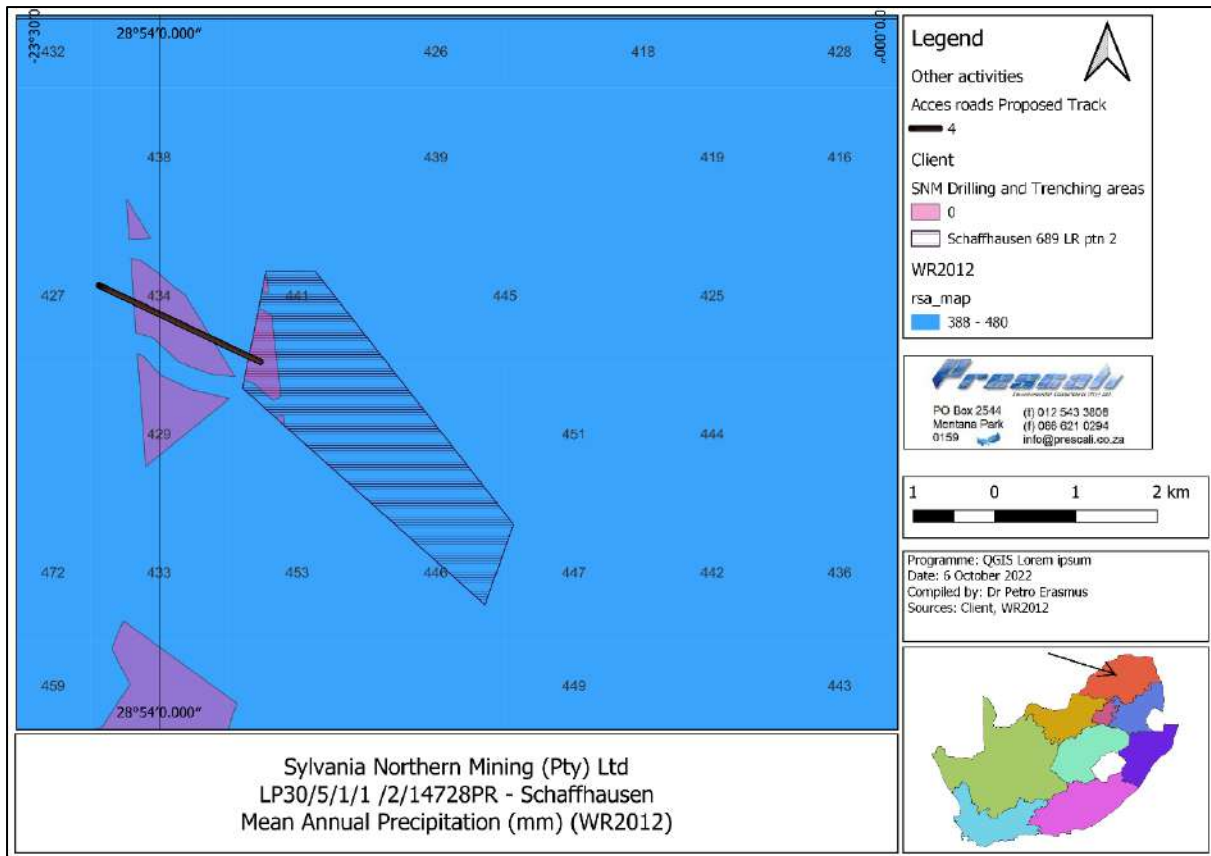 -23°30'0.000"
28°54'0.000"
432
426
418
428
438
439
419
416
427
434
441
445
425
429
451
444
472
433
453
446
447
442
436
459
449
443
28°54'0.000"
Legend
Other activities
Acces roads Proposed Track
4
Client
SNM Drilling and Trenching areas
0
Schaffhausen 689 LR ptn 2
WR2012
rsa_map
388 - 480
Prescali
PO Box 2544
Montana Park
0159
(t) 012 543 3808
(f) 086 621 0294
info@prescali.co.za
1 0 1 2 km
Programme: QGIS Lorem ipsum
Date: 6 October 2022
Compiled by: Dr Petro Erasmus
Sources: Client, WR2012
Sylvania Northern Mining (Pty) Ltd
LP30/5/1/1 /2/14728PR - Schaffhausen
Mean Annual Precipitation (mm) (WR2012)